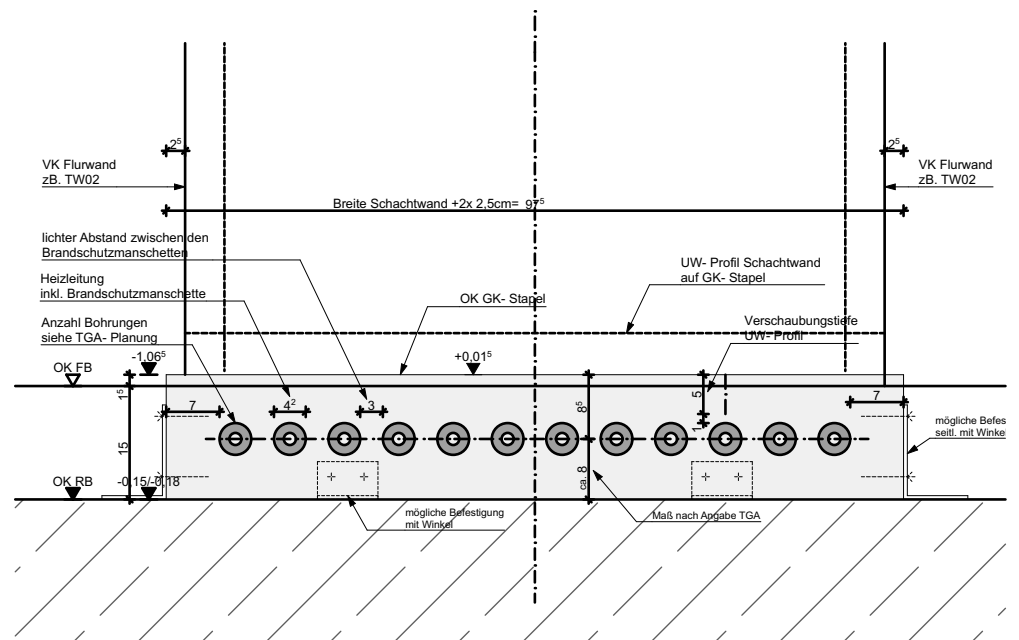 2⁵
2⁵
VK Flurwand
zB. TW02
VK Flurwand
zB. TW02
Breite Schachtwand +2x 2,5cm= 97⁵
lichter Abstand zwischen den
Brandschutzmanschetten
UW- Profil Schachtwand
auf GK- Stapel
Heizleitung
inkl. Brandschutzmanschette
OK GK- Stapel
Anzahl Bohrungen
siehe TGA- Planung
Verschaubungstiefe
UW- Profil
OK FB
-1,06⁵
+0,01⁵
1⁵
7
4²
3
8⁵
5
7
1
15
mögliche Befes
seitl. mit Winke
OK RB
-0,15/-0,18
ca. 8
mögliche Befestigung
mit Winkel
Maß nach Angabe TGA